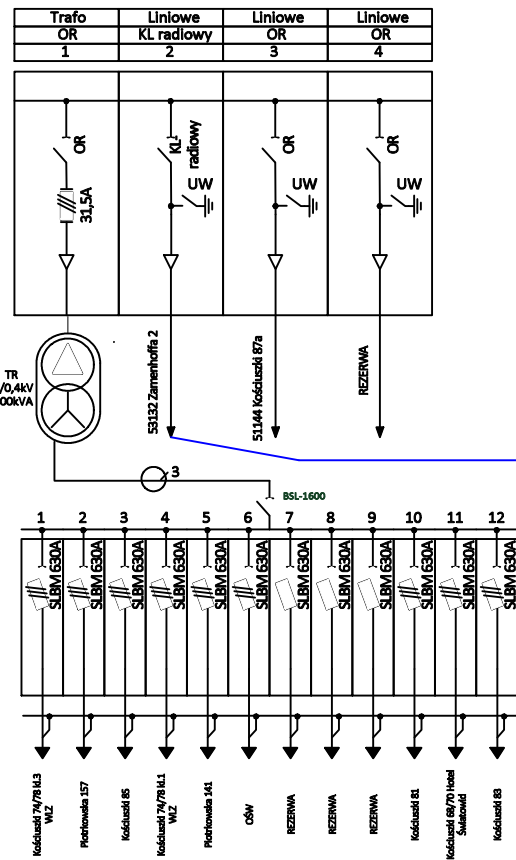 Trafo Liniowe Liniowe Liniowe
OR KL radiowy OR OR
1 2 3 4
OR
KL-
radiowy
OR
OR
UW
UW
UW
31,5A
53132 Zamenhoffa 2
51144 Kościuszki 87a
REZERWA
TR
/0,4kV
00kVA
3
BSL-1600
1 2 3 4 5 6 7 8 9 10 11 12
SLBM 630A
SLBM 630A
SLBM 630A
SLBM 630A
SLBM 630A
SLBM 630A
SLBM 630A
SLBM 630A
SLBM 630A
SLBM 630A
SLBM 630A
SLBM 630A
Kościuszki 74/78 kl.3
WLZ
Piotrkowska 157
Kościuszki 85
Kościuszki 74/78 kl.1
WLZ
Piotrkowska 141
OŚW
REZERWA
REZERWA
REZERWA
Kościuszki 81
Kościuszki 68/70 Hotel
Światowid
Kościuszki 83